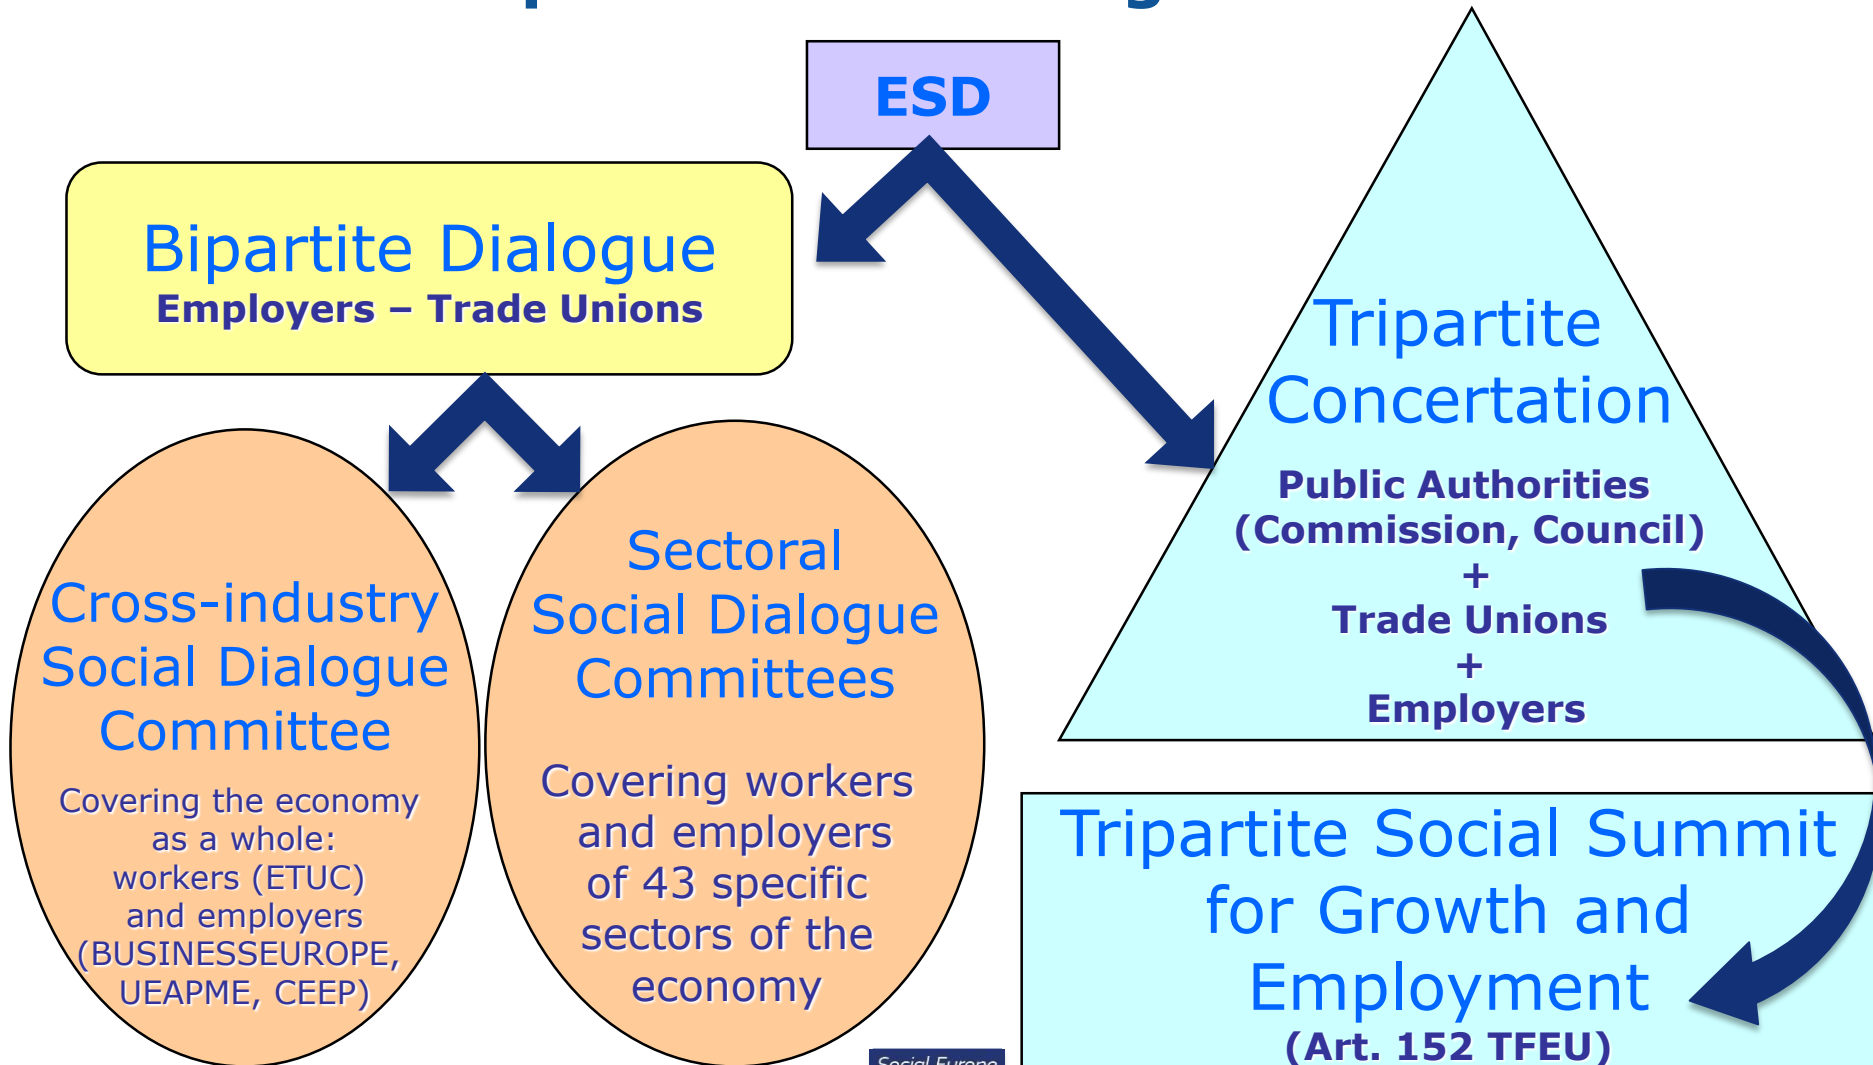 ESD
Bipartite Dialogue
Employers – Trade Unions
Cross-industry
Social Dialogue
Committee
Covering the economy
as a whole:
workers (ETUC)
and employers
(BUSINESSEUROPE,
UEAPME, CEEP)
Sectoral
Social Dialogue
Committees
Covering workers
and employers
of 43 specific
sectors of the
economy
Tripartite
Concertation
Public Authorities
(Commission, Council)
+
Trade Unions
+
Employers
Tripartite Social Summit
for Growth and
Employment
(Art. 152 TFEU)
Social Europe